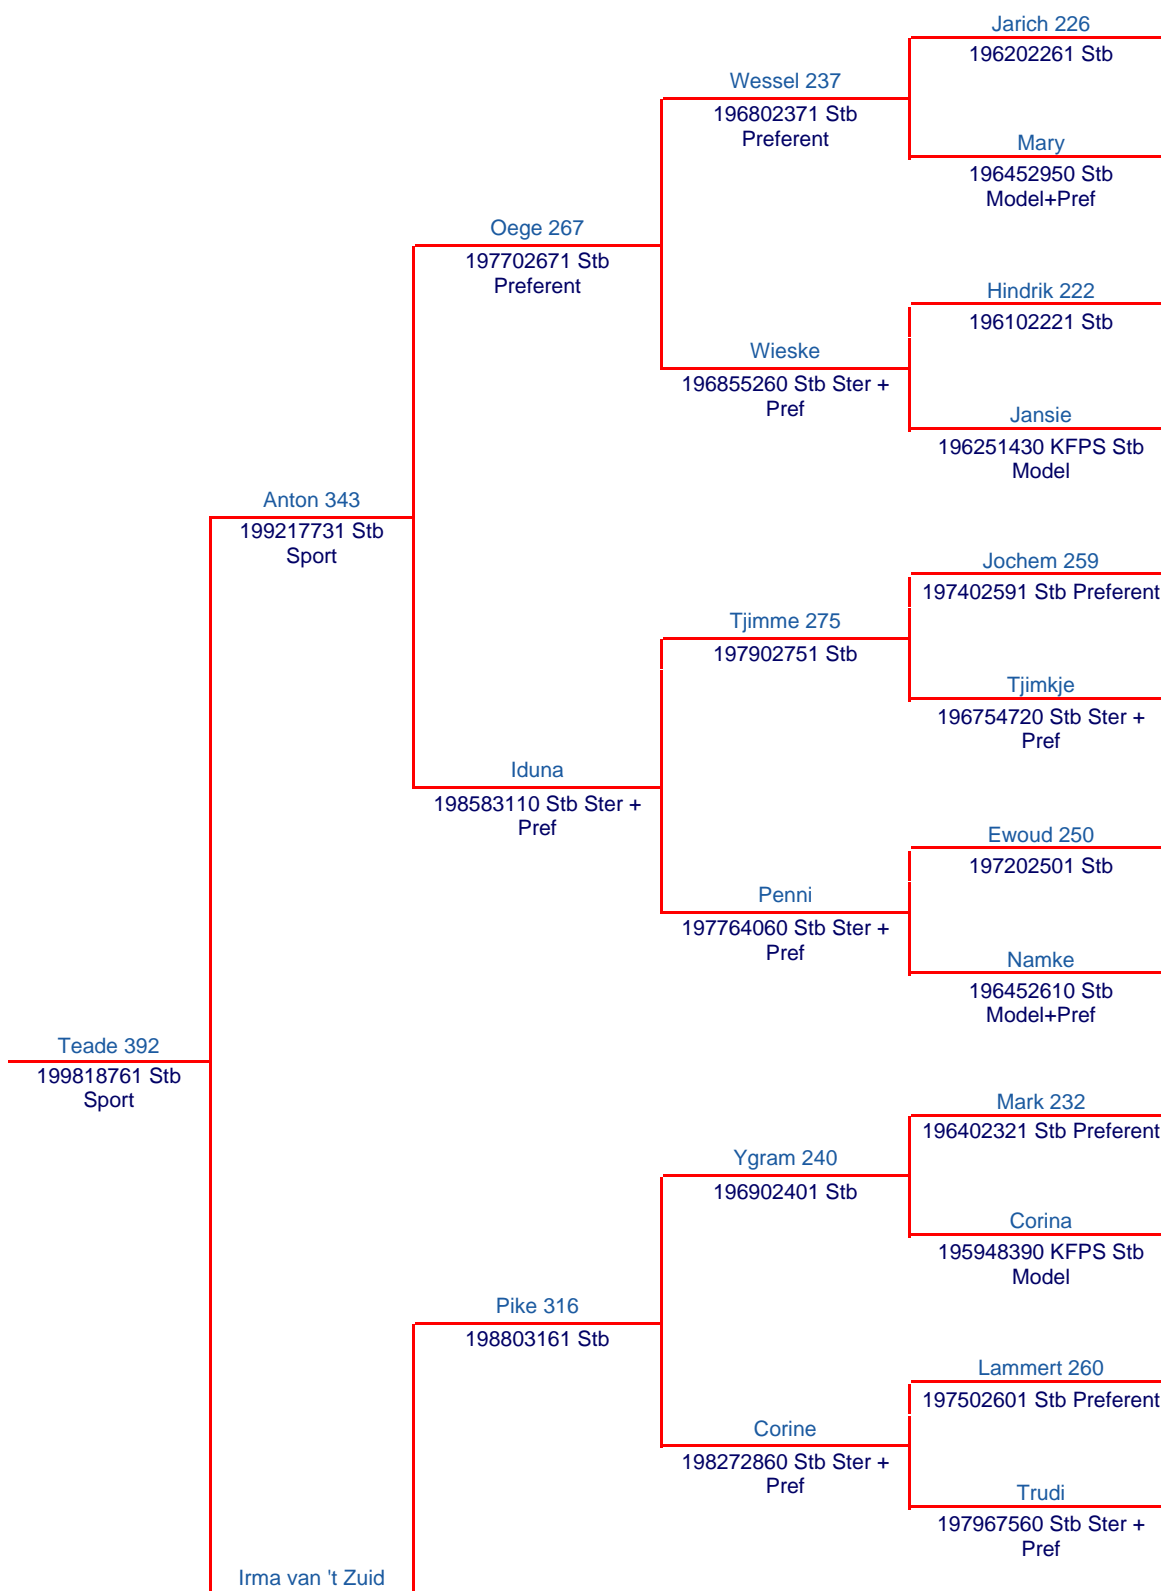 Jarich 226
196202261 Stb
Wessel 237
196802371 Stb
Preferent
Mary
196452950 Stb
Model+Pref
Oege 267
197702671 Stb
Preferent
Hindrik 222
196102221 Stb
Wieske
196855260 Stb Ster +
Pref
Jansie
196251430 KFPS Stb
Model
Anton 343
199217731 Stb
Sport
Jochem 259
197402591 Stb Preferent
Tjimme 275
197902751 Stb
Tjimkje
196754720 Stb Ster +
Pref
Iduna
198583110 Stb Ster +
Pref
Ewoud 250
197202501 Stb
Penni
197764060 Stb Ster +
Pref
Namke
196452610 Stb
Model+Pref
Teade 392
199818761 Stb
Sport
Mark 232
196402321 Stb Preferent
Ygram 240
196902401 Stb
Corina
195948390 KFPS Stb
Model
Pike 316
198803161 Stb
Lammert 260
197502601 Stb Preferent
Corine
198272860 Stb Ster +
Pref
Trudi
197967560 Stb Ster +
Pref
Irma van 't Zuid